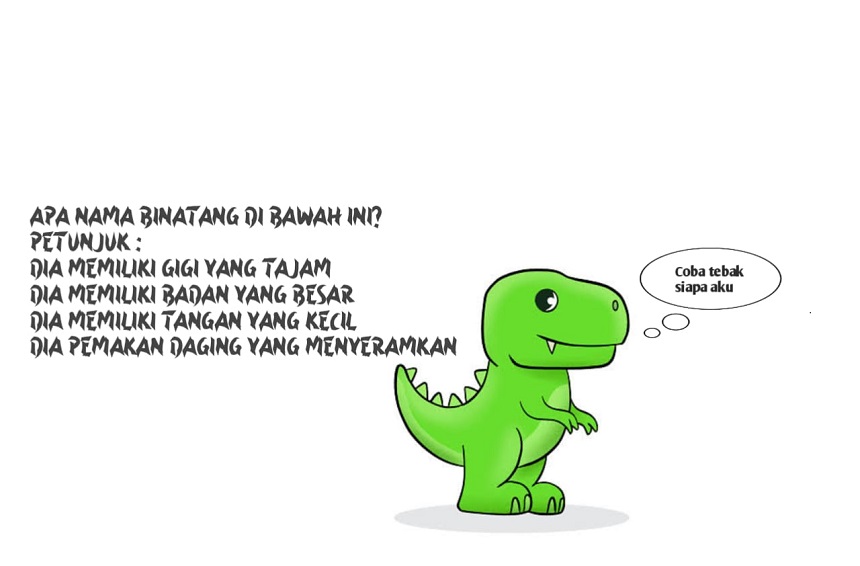 APA NAMA BINATANG DI BAWAH INI?
PETUNJUK :
DIA MEMILIKI GIGI YANG TAJAM
DIA MEMILIKI BADAN YANG BESAR
DIA MEMILIKI TANGAN YANG KECIL
DIA PEMAKAN DAGING YANG MENYERAMKAN
Coba tebak
siapa aku